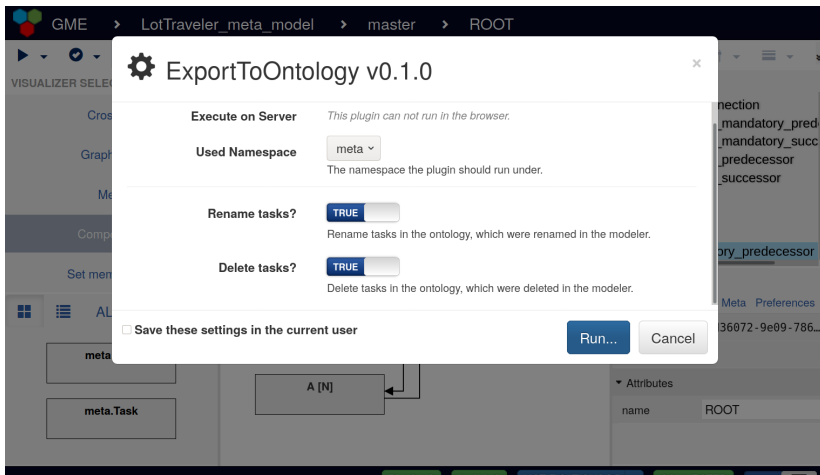 GME > LotTraveler_meta_model > master > ROOT
VISUALIZER SELE
ExportToOntology v0.1.0
×
Execute on Server This plugin can not run in the browser.
Used Namespace meta
The namespace the plugin should run under.
Rename tasks? TRUE
Rename tasks in the ontology, which were renamed in the modeler.
Delete tasks? TRUE
Delete tasks in the ontology, which were deleted in the modeler.
Save these settings in the current user
Run...
Cancel
Cros
Graph
Me
Compo
Set mem
AL
meta
meta.Task
A [N]
nection
_mandatory_pred
_mandatory_succ
_predecessor
_successor
ory_predecessor
Meta Preferences
36072-9e09-786...
Attributes
name ROOT